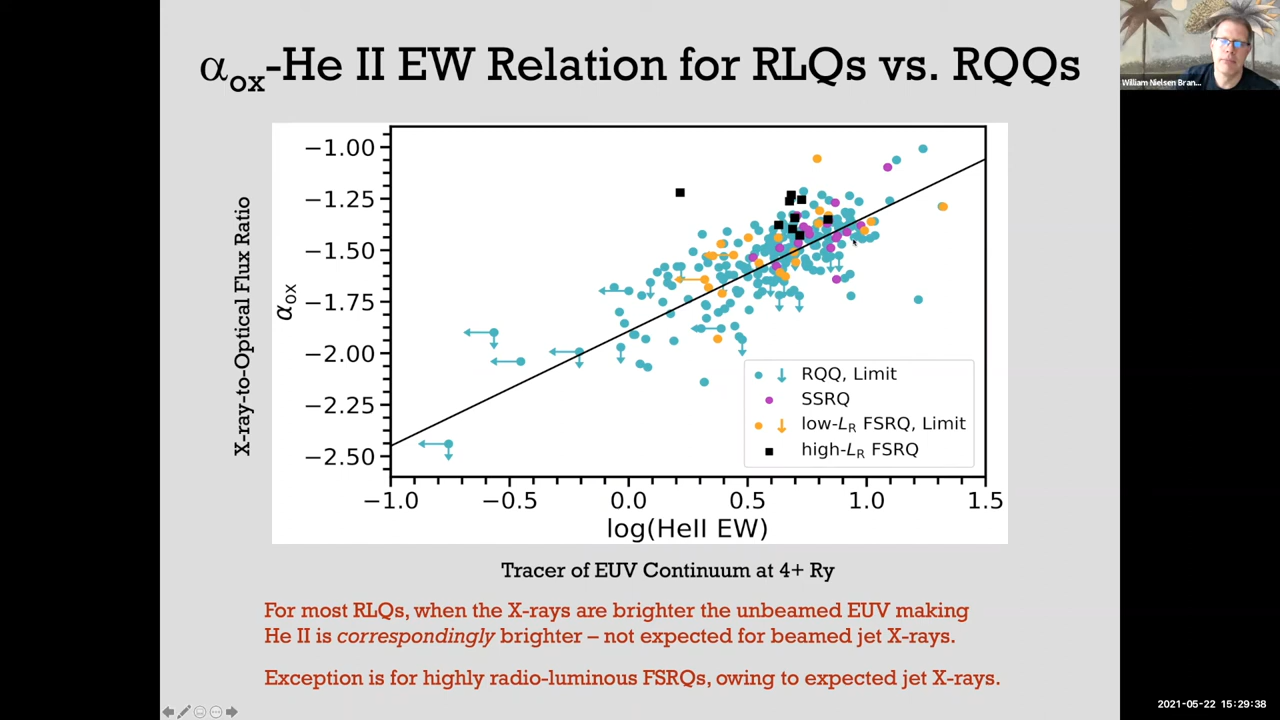 αox-He II EW Relation for RLQs vs. RQQs
William Nielsen Bran...
X-ray-to-Optical Flux Ratio
αox
−1.00
−1.25
−1.50
−1.75
−2.00
−2.25
−2.50
RQQ, Limit
SSRQ
low-LR FSRQ, Limit
high-LR FSRQ
−1.0 −0.5 0.0 0.5 1.0 1.5
log(HeII EW)
Tracer of EUV Continuum at 4+ Ry
For most RLQs, when the X-rays are brighter the unbeamed EUV making
He II is correspondingly brighter – not expected for beamed jet X-rays.
Exception is for highly radio-luminous FSRQs, owing to expected jet X-rays.
2021-05-22 15:29:38